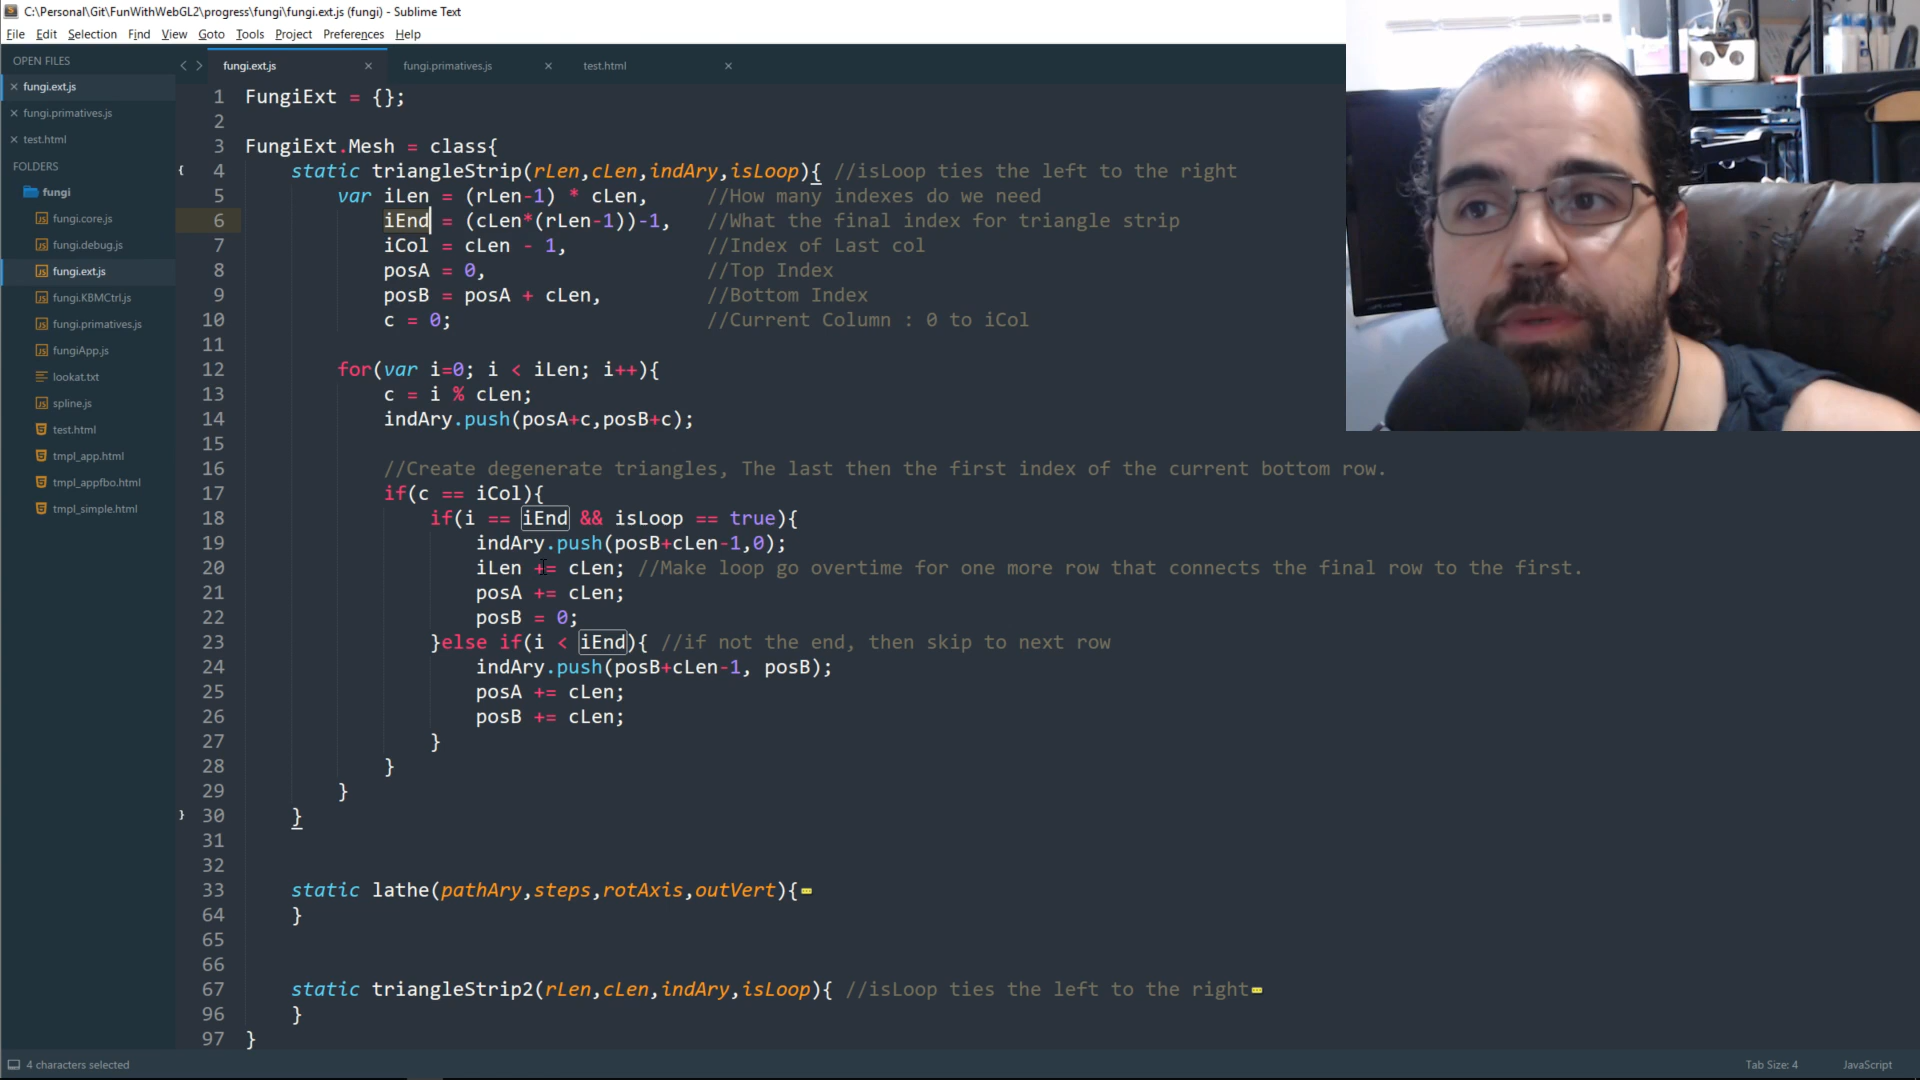 C:\Personal\Git\FunWithWebGL2\progress\fungi\fungi.ext.js (fungi) - Sublime Text
File Edit Selection Find View Goto Tools Project Preferences Help
OPEN FILES
fungi.ext.js
fungi.primatives.js
test.html
FOLDERS
fungi
fungi.core.js
fungi.debug.js
fungi.ext.js
fungi.KBMCtrl.js
fungi.primatives.js
fungiApp.js
lookat.txt
spline.js
test.html
tmpl_app.html
tmpl_appfbo.html
tmpl_simple.html
fungi.ext.js fungi.primatives.js test.html
1 FungiExt = {};
2
3 FungiExt.Mesh = class{
4 static triangleStrip(rLen,cLen,indAry,isLoop){ //isLoop ties the left to the right
5 var iLen = (rLen-1) * cLen, //How many indexes do we need
6 iEnd = (cLen*(rLen-1))-1, //What the final index for triangle strip
7 iCol = cLen - 1, //Index of Last col
8 posA = 0, //Top Index
9 posB = posA + cLen, //Bottom Index
10 c = 0; //Current Column : 0 to iCol
11
12 for(var i=0; i < iLen; i++){
13 c = i % cLen;
14 indAry.push(posA+c,posB+c);
15
16 //Create degenerate triangles, The last then the first index of the current bottom row.
17 if(c == iCol){
18 if(i == iEnd && isLoop == true){
19 indAry.push(posB+cLen-1,0);
20 iLen += cLen; //Make loop go overtime for one more row that connects the final row to the first.
21 posA += cLen;
22 posB = 0;
23 }else if(i < iEnd){ //if not the end, then skip to next row
24 indAry.push(posB+cLen-1, posB);
25 posA += cLen;
26 posB += cLen;
27 }
28 }
29 }
30 }
31
32
33 static lathe(pathAry,steps,rotAxis,outVert){
64 }
65
66
67 static triangleStrip2(rLen,cLen,indAry,isLoop){ //isLoop ties the left to the right
96 }
97 }
4 characters selected
Tab Size: 4
JavaScript